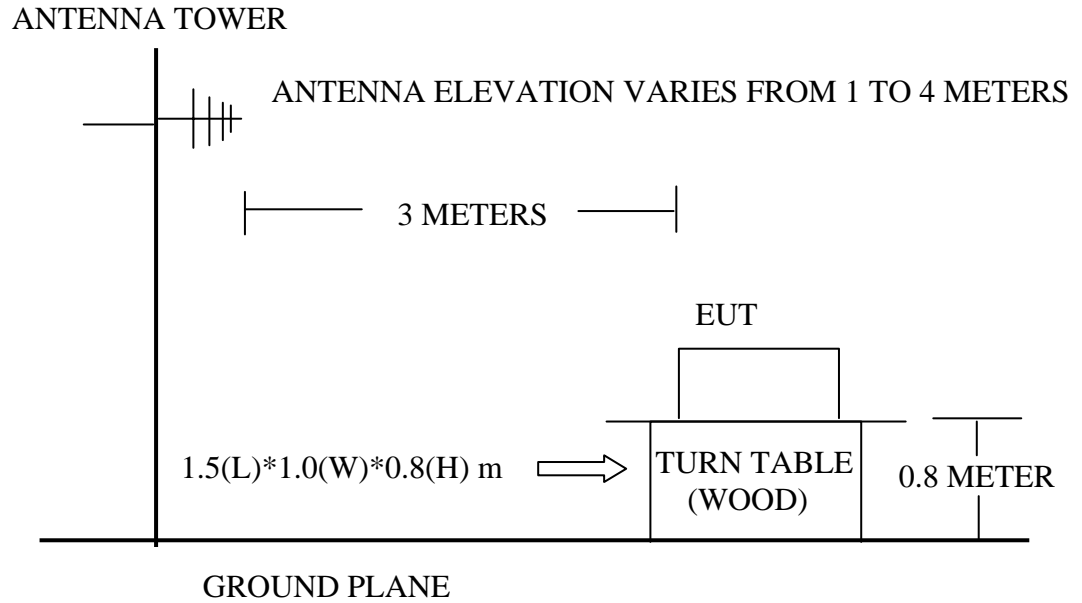 ANTENNA TOWER
ANTENNA ELEVATION VARIES FROM 1 TO 4 METERS
3 METERS
EUT
1.5(L)*1.0(W)*0.8(H) m
TURN TABLE
(WOOD)
0.8 METER
GROUND PLANE